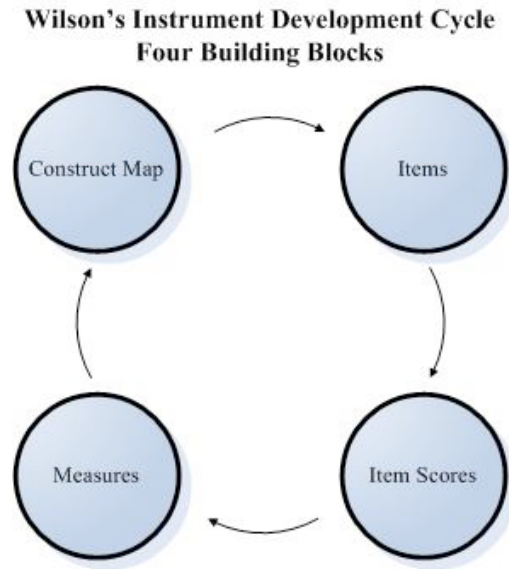 Wilson's Instrument Development Cycle
Four Building Blocks
Construct Map
Items
Measures
Item Scores